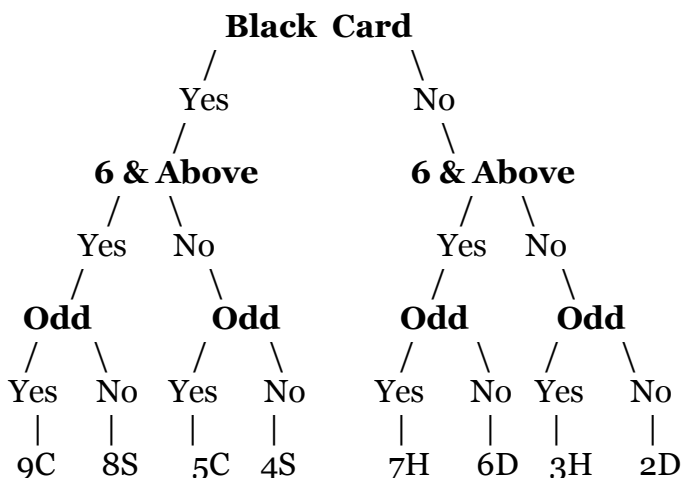 Black Card
Yes No
6 & Above 6 & Above
Yes No Yes No
Odd Odd Odd Odd
Yes No Yes No Yes No Yes No
9C 8S 5C 4S 7H 6D 3H 2D